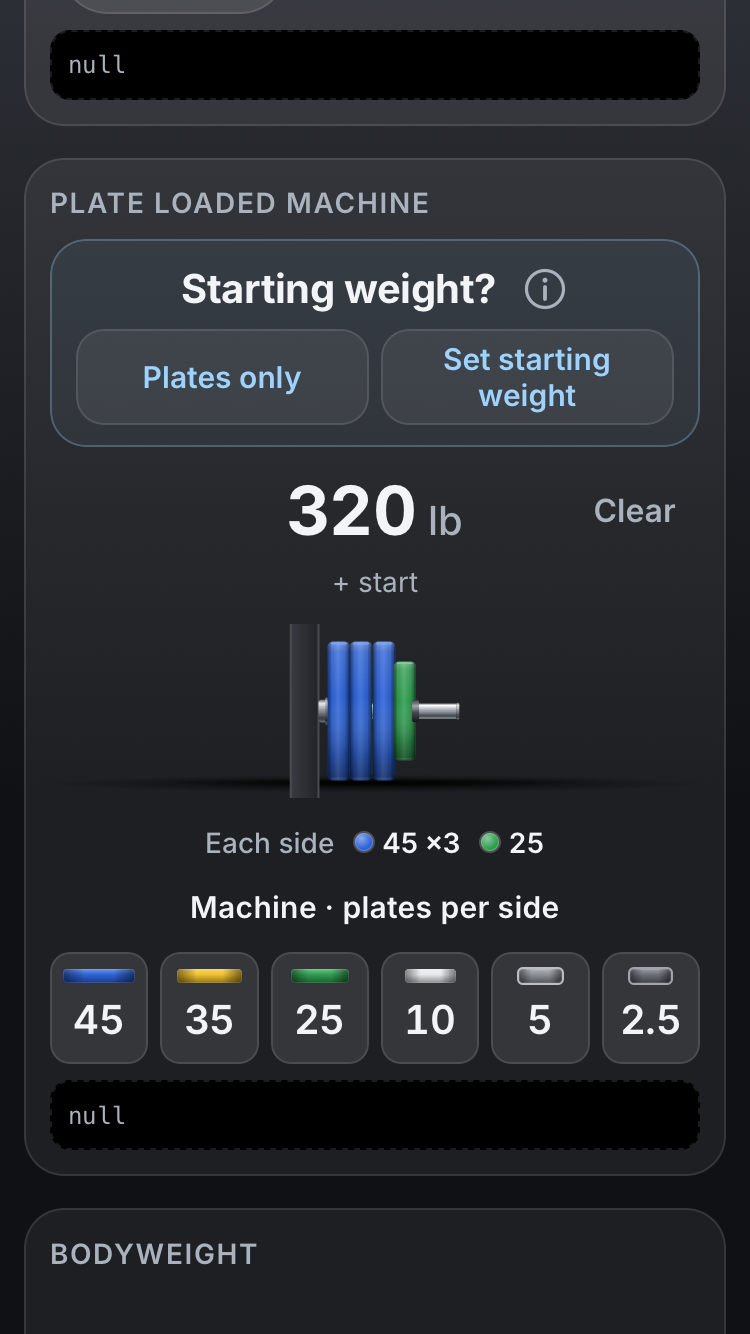 null
PLATE LOADED MACHINE
Starting weight?
Plates only
Set starting
weight
320 lb
Clear
+ start
Each side 45 ×3 25
Machine · plates per side
45 35 25 10 5 2.5
null
BODYWEIGHT